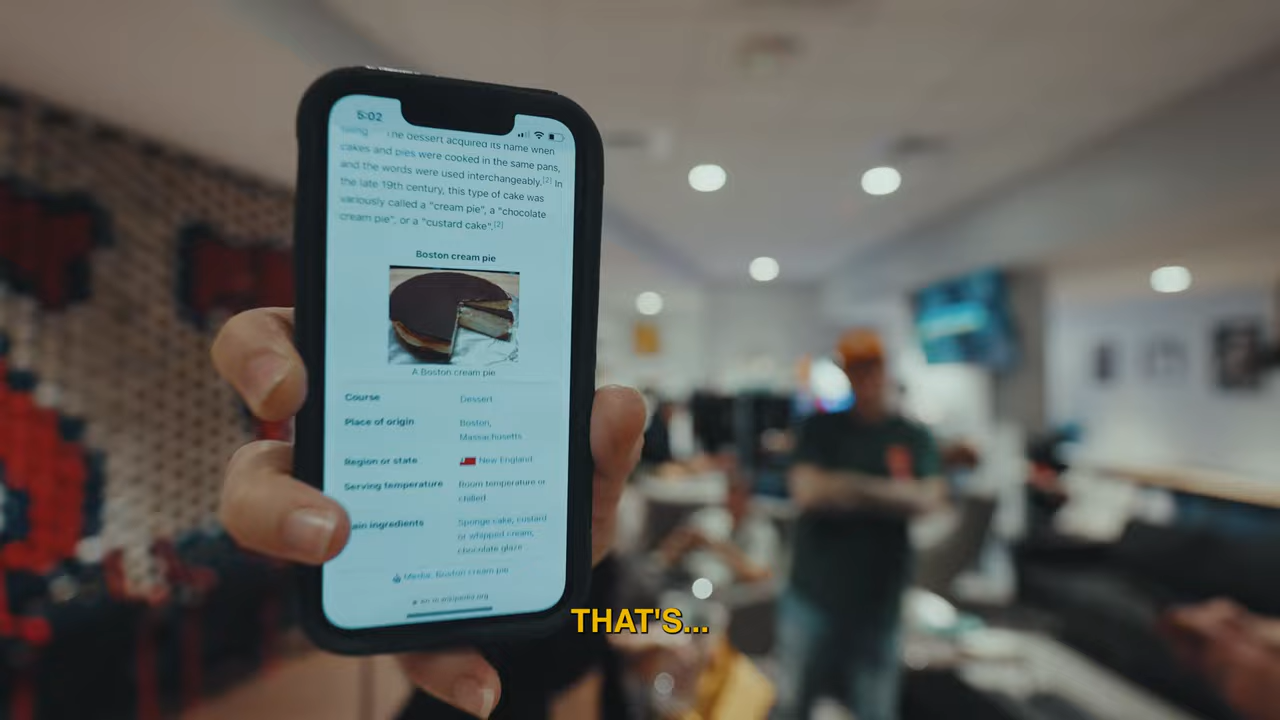 5:02
The dessert acquired its name when
cakes and pies were cooked in the same pans,
and the words were used interchangeably.[2] In
the late 19th century, this type of cake was
variously called a "cream pie", a "chocolate
cream pie", or a "custard cake".[2]
Boston cream pie
A Boston cream pie
Course Dessert
Place of origin Boston,
Massachusetts
Region or state New England
Serving temperature Room temperature or
chilled
ain ingredients Sponge cake, custard
or whipped cream,
chocolate glaze
Media: Boston cream pie
wikipedia.org
THAT'S...